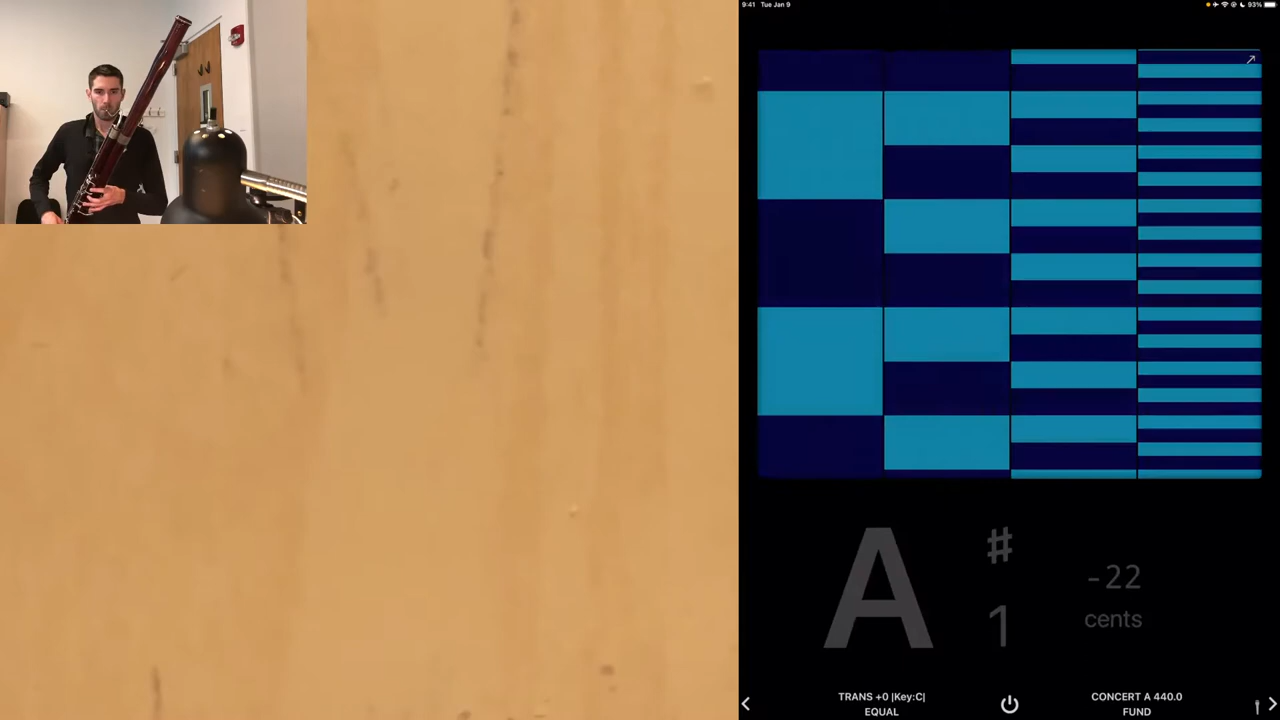 9:41 Tue Jan 9
93%
A
♯
1
-22
cents
TRANS +0 |Key:C|
EQUAL
CONCERT A 440.0
FUND